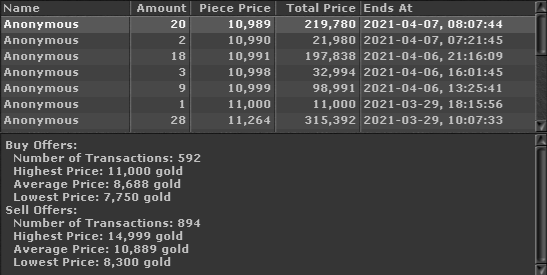 Name Amount Piece Price Total Price Ends At
Anonymous 20 10,989 219,780 2021-04-07, 08:07:44
Anonymous 2 10,990 21,980 2021-04-07, 07:21:45
Anonymous 18 10,991 197,838 2021-04-06, 21:16:09
Anonymous 3 10,998 32,994 2021-04-06, 16:01:45
Anonymous 9 10,999 98,991 2021-04-06, 13:25:41
Anonymous 1 11,000 11,000 2021-03-29, 18:15:56
Anonymous 28 11,264 315,392 2021-03-29, 10:07:33
Buy Offers:
Number of Transactions: 592
Highest Price: 11,000 gold
Average Price: 8,688 gold
Lowest Price: 7,750 gold
Sell Offers:
Number of Transactions: 894
Highest Price: 14,999 gold
Average Price: 10,889 gold
Lowest Price: 8,300 gold